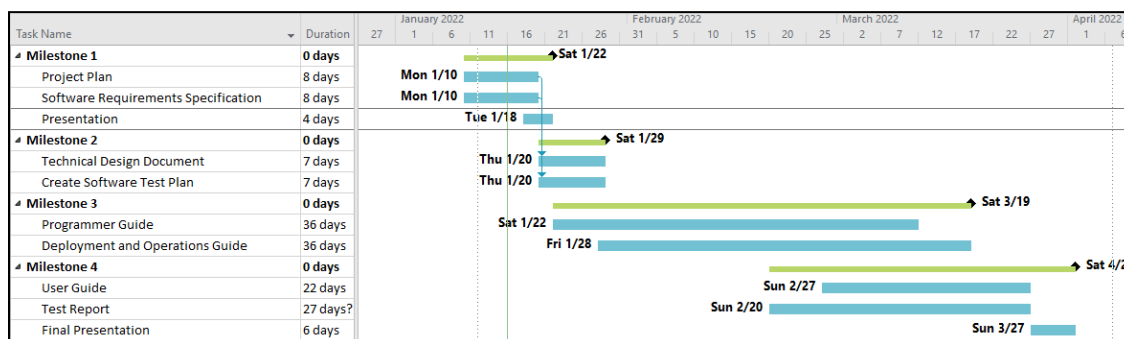 January 2022 February 2022 March 2022 April 2022
Task Name Duration 27 1 6 11 16 21 26 31 5 10 15 20 25 2 7 12 17 22 27 1 6
Milestone 1 0 days Sat 1/22
Project Plan 8 days Mon 1/10
Software Requirements Specification 8 days Mon 1/10
Presentation 4 days Tue 1/18
Milestone 2 0 days Sat 1/29
Technical Design Document 7 days Thu 1/20
Create Software Test Plan 7 days Thu 1/20
Milestone 3 0 days Sat 3/19
Programmer Guide 36 days Sat 1/22
Deployment and Operations Guide 36 days Fri 1/28
Milestone 4 0 days Sat 4/2
User Guide 22 days Sun 2/27
Test Report 27 days? Sun 2/20
Final Presentation 6 days Sun 3/27